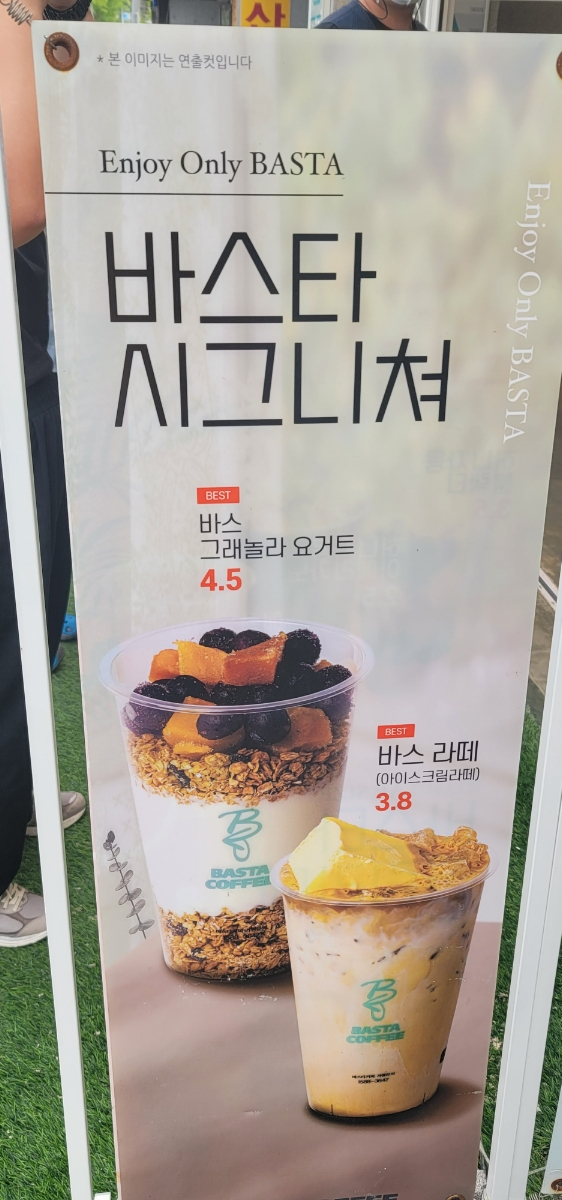 * 본 이미지는 연출컷입니다
Enjoy Only BASTA
Enjoy Only BASTA
바스타
시그니쳐
BEST
바스
그래놀라 요거트
4.5
BEST
바스 라떼
(아이스크림라떼)
3.8
BASTA
COFFEE
BASTA
COFFEE